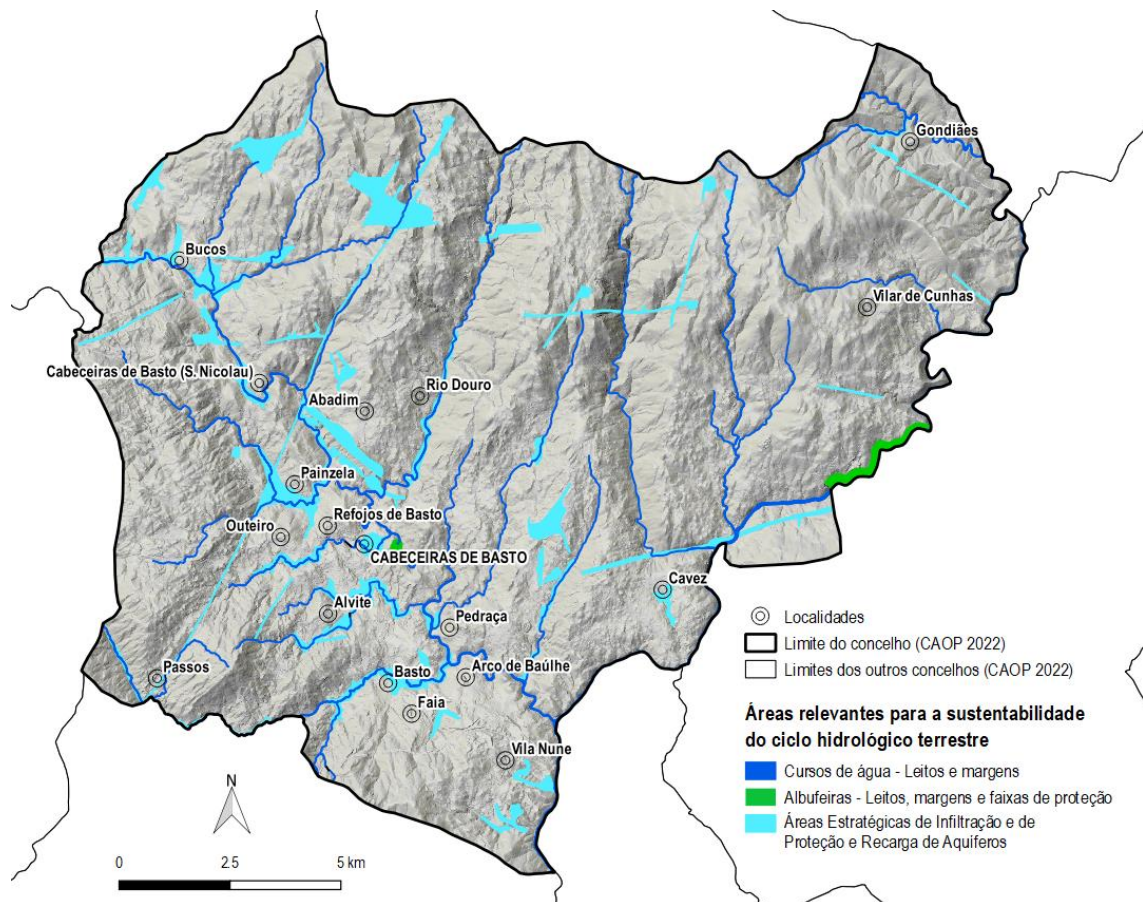 Gondiães
Bucos
Vilar de Cunhas
Cabeceiras de Basto (S. Nicolau)
Rio Douro
Abadim
Painzela
Refojos de Basto
Outeiro
CABECEIRAS DE BASTO
Cavez
Alvite
Pedraça
Passos
Basto
Arco de Baúlhe
Faia
Vila Nune
N
0 2.5 5 km
Localidades
Limite do concelho (CAOP 2022)
Limites dos outros concelhos (CAOP 2022)
Áreas relevantes para a sustentabilidade
do ciclo hidrológico terrestre
Cursos de água - Leitos e margens
Albufeiras - Leitos, margens e faixas de proteção
Áreas Estratégicas de Infiltração e de
Proteção e Recarga de Aquíferos